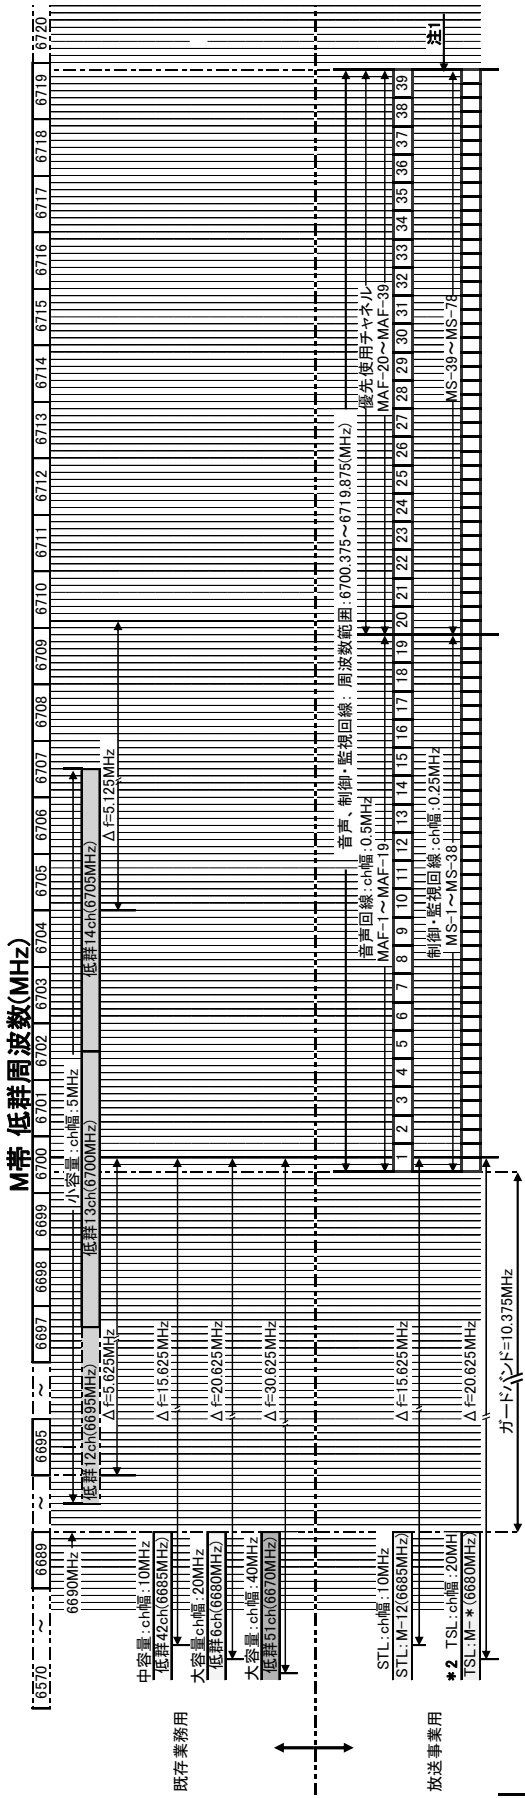 M帯 低群周波数(MHz)
6570 ～ 6689 ～ 6695 ～ 6697 6698 6699 6700 6701 6702 6703 6704 6705 6706 6707 6708 6709 6710 6711 6712 6713 6714 6715 6716 6717 6718 6719 6720
6690MHz
小容量:ch幅:5MHz
低群12ch(6695MHz) 低群13ch(6700MHz) 低群14ch(6705MHz)
Δf=5.625MHz
Δf=5.125MHz
既存業務用
中容量:ch幅:10MHz
低群42ch(6685MHz)
Δf=15.625MHz
大容量ch幅:20MHz
低群6ch(6680MHz)
Δf=20.625MHz
大容量:ch幅:40MHz
低群51ch(6670MHz)
Δf=30.625MHz
音声、制御・監視回線: 周波数範囲:6700.375～6719.875(MHz)
音声回線:ch幅:0.5MHz
優先使用チャネル
MAF-1～MAF-19
MAF-20～MAF-39
放送事業用
STL:ch幅:10MHz
STL:M-12(6685MHz)
1 2 3 4 5 6 7 8 9 10 11 12 13 14 15 16 17 18 19 20 21 22 23 24 25 26 27 28 29 30 31 32 33 34 35 36 37 38 39
Δf=15.625MHz
制御・監視回線:ch幅:0.25MHz
注1
MS-1～MS-38
MS-39～MS-78
*2 TSL:ch幅:20MH
TSL:M-*(6680MHz)
Δf=20.625MHz
ガードバンド=10.375MHz